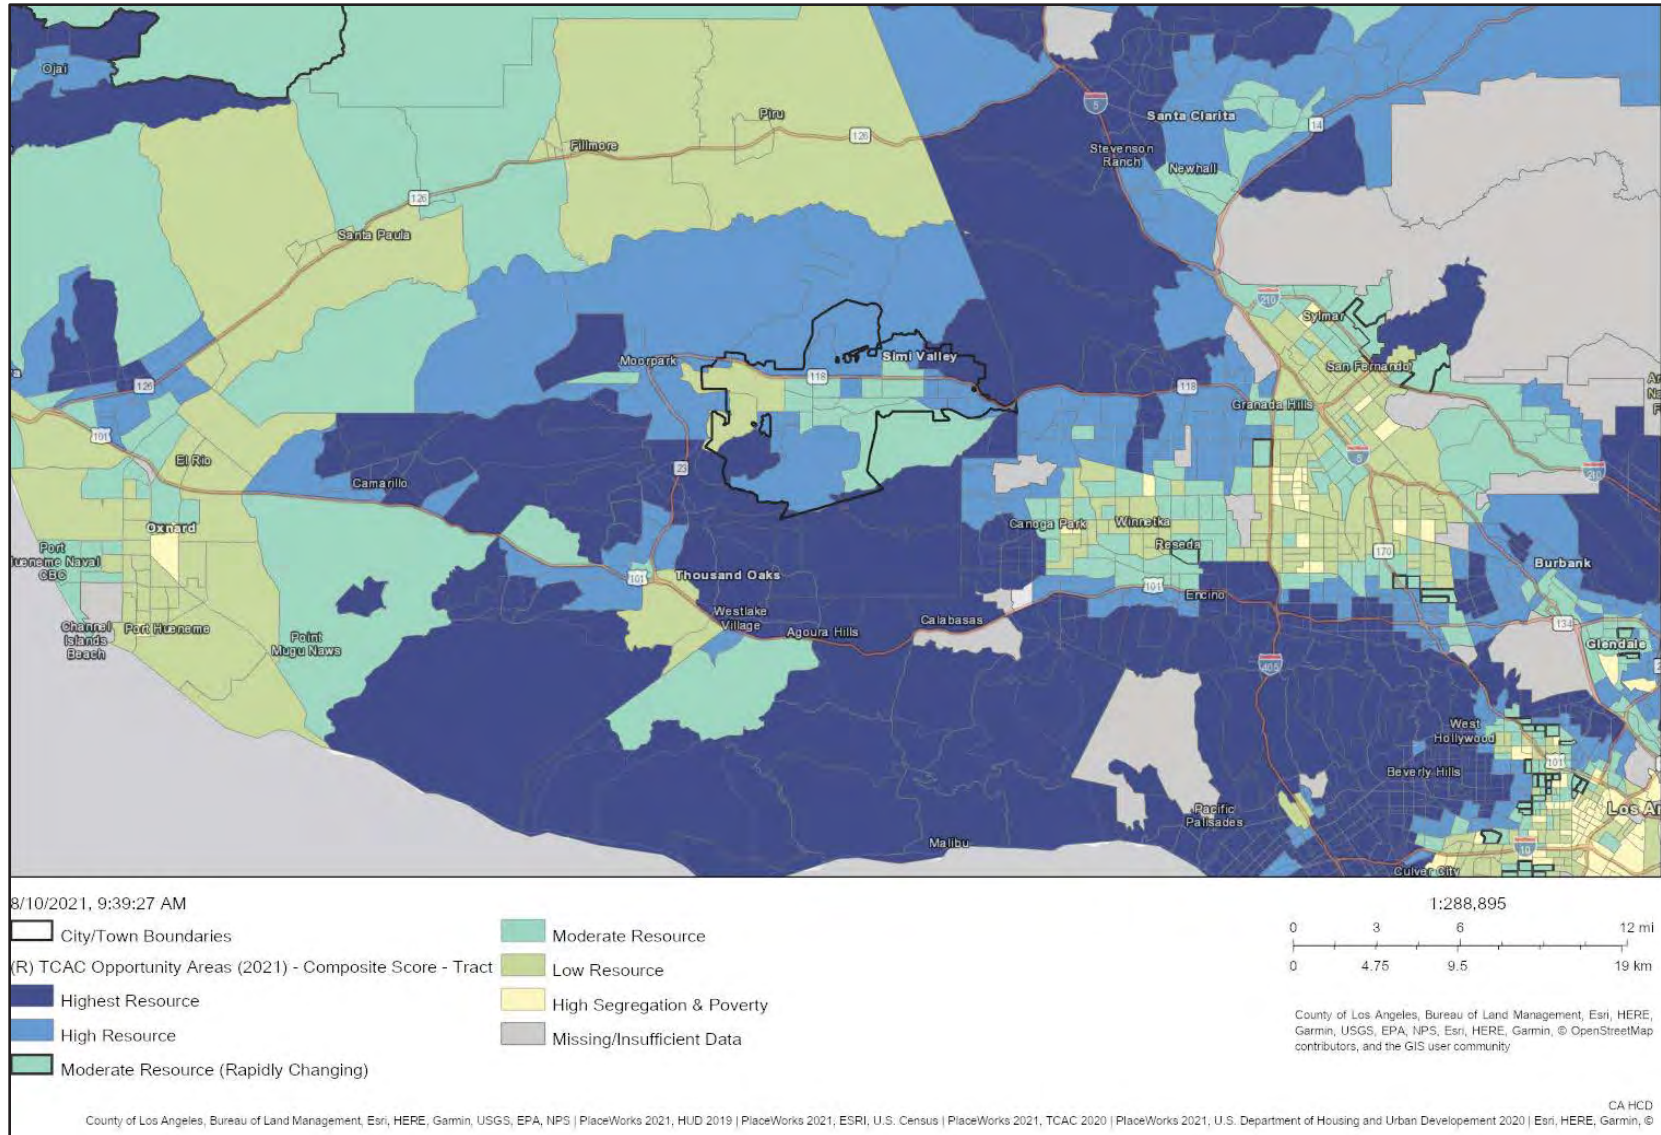 Ojai
5
Santa Clarita
14
Piru
126
Stevenson
Ranch
Fillmore
Newhall
126
Santa Paula
210
Sylmar
Moorpark
Simi Valley
San Fernando
118
118
126
Granada Hills
101
5
El Rio
23
210
Camarillo
Oxnard
Canoga Park
Winnetka
Reseda
170
Port
Hueneme Naval
CBC
Burbank
101
Thousand Oaks
101
Encino
Westlake
Village
Calabasas
Channel
Islands
Beach
Port Hueneme
Agoura Hills
134
Point
Mugu Naws
Glendale
405
West
Hollywood
101
Beverly Hills
Pacific
Palisades
Los An
Malibu
10
Culver City
8/10/2021, 9:39:27 AM
City/Town Boundaries
(R) TCAC Opportunity Areas (2021) - Composite Score - Tract
Highest Resource
High Resource
Moderate Resource (Rapidly Changing)
Moderate Resource
Low Resource
High Segregation & Poverty
Missing/Insufficient Data
1:288,895
0 3 6 12 mi
0 4.75 9.5 19 km
County of Los Angeles, Bureau of Land Management, Esri, HERE,
Garmin, USGS, EPA, NPS, Esri, HERE, Garmin, © OpenStreetMap
contributors, and the GIS user community
CA HCD
County of Los Angeles, Bureau of Land Management, Esri, HERE, Garmin, USGS, EPA, NPS | PlaceWorks 2021, HUD 2019 | PlaceWorks 2021, ESRI, U.S. Census | PlaceWorks 2021, TCAC 2020 | PlaceWorks 2021, U.S. Department of Housing and Urban Developement 2020 | Esri, HERE, Garmin, ©